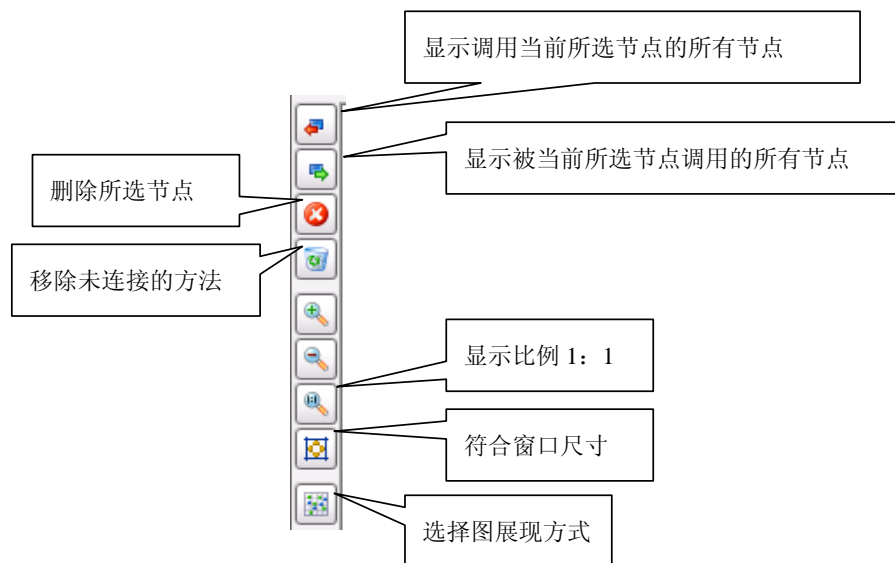 显示调用当前所选节点的所有节点
显示被当前所选节点调用的所有节点
删除所选节点
移除未连接的方法
显示比例 1：1
符合窗口尺寸
选择图展现方式